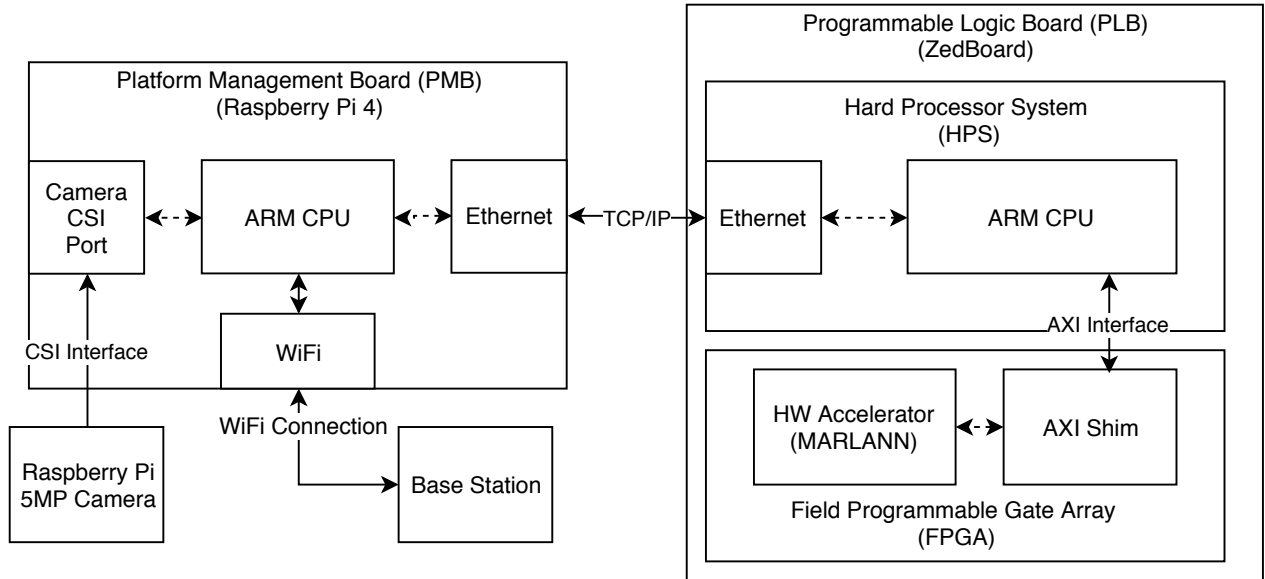 Programmable Logic Board (PLB)
(ZedBoard)
Platform Management Board (PMB)
(Raspberry Pi 4)
Hard Processor System
(HPS)
Camera
CSI
Port
ARM CPU
Ethernet
TCP/IP
Ethernet
ARM CPU
CSI Interface
WiFi
AXI Interface
WiFi Connection
HW Accelerator
(MARLANN)
AXI Shim
Raspberry Pi
5MP Camera
Base Station
Field Programmable Gate Array
(FPGA)